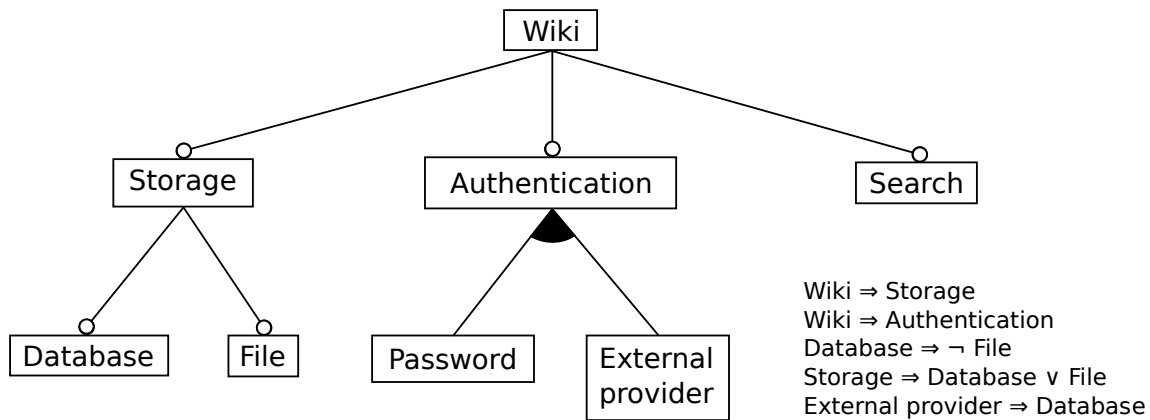 Wiki
Storage
Authentication
Search
Database
File
Password
External
provider
Wiki ⇒ Storage
Wiki ⇒ Authentication
Database ⇒ ¬ File
Storage ⇒ Database ∨ File
External provider ⇒ Database